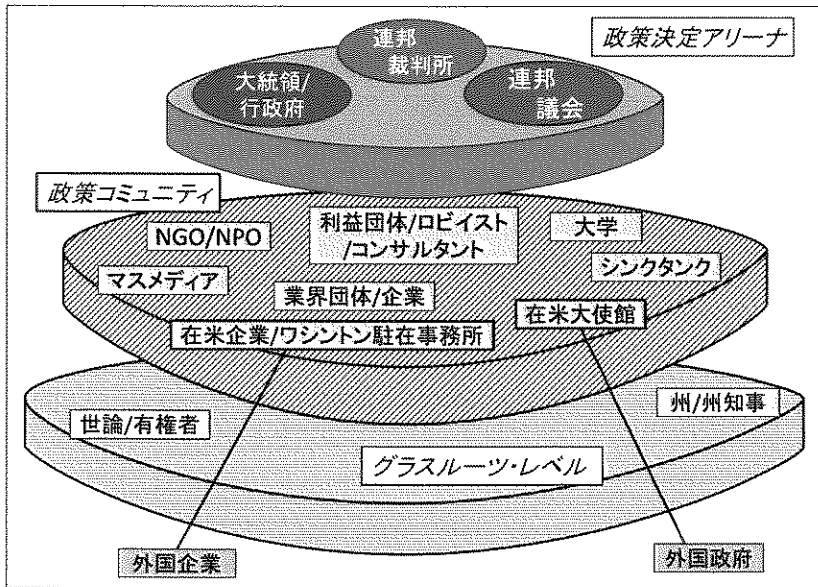 政策決定アリーナ
連邦
裁判所
大統領/
行政府
連邦
議会
政策コミュニティ
NGO/NPO
利益団体/ロビイスト
/コンサルタント
大学
マスメディア
シンクタンク
業界団体/企業
在米大使館
在米企業/ワシントン駐在事務所
州/州知事
世論/有権者
グラスルーツ・レベル
外国企業
外国政府